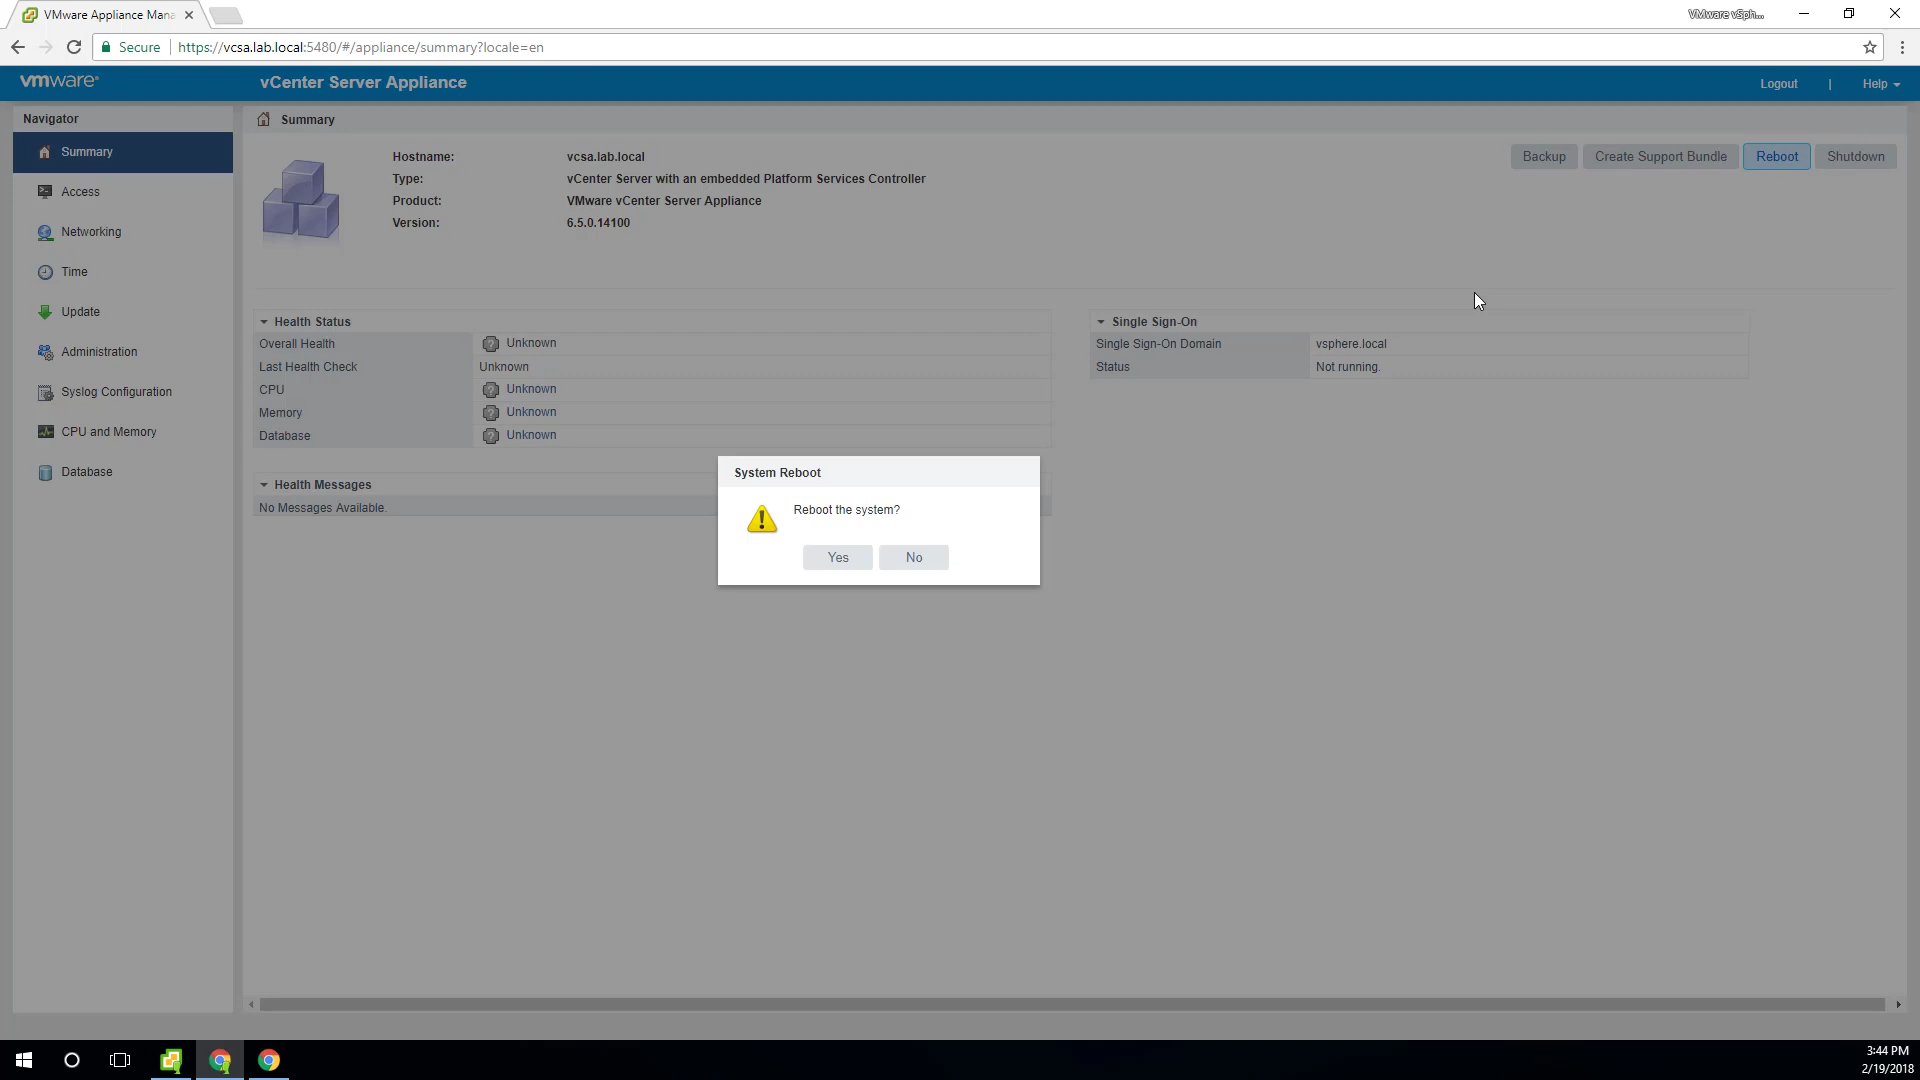 VMware Appliance Mana
VMware vSph...
Secure
https://vcsa.lab.local:5480/#/appliance/summary?locale=en
vmware®
vCenter Server Appliance
Logout
|
Help
Navigator
Summary
Access
Networking
Time
Update
Administration
Syslog Configuration
CPU and Memory
Database
Summary
Hostname: vcsa.lab.local
Type: vCenter Server with an embedded Platform Services Controller
Product: VMware vCenter Server Appliance
Version: 6.5.0.14100
Backup
Create Support Bundle
Reboot
Shutdown
Health Status
Overall Health Unknown
Last Health Check Unknown
CPU Unknown
Memory Unknown
Database Unknown
Single Sign-On
Single Sign-On Domain vsphere.local
Status Not running.
Health Messages
No Messages Available.
System Reboot
Reboot the system?
Yes
No
3:44 PM
2/19/2018